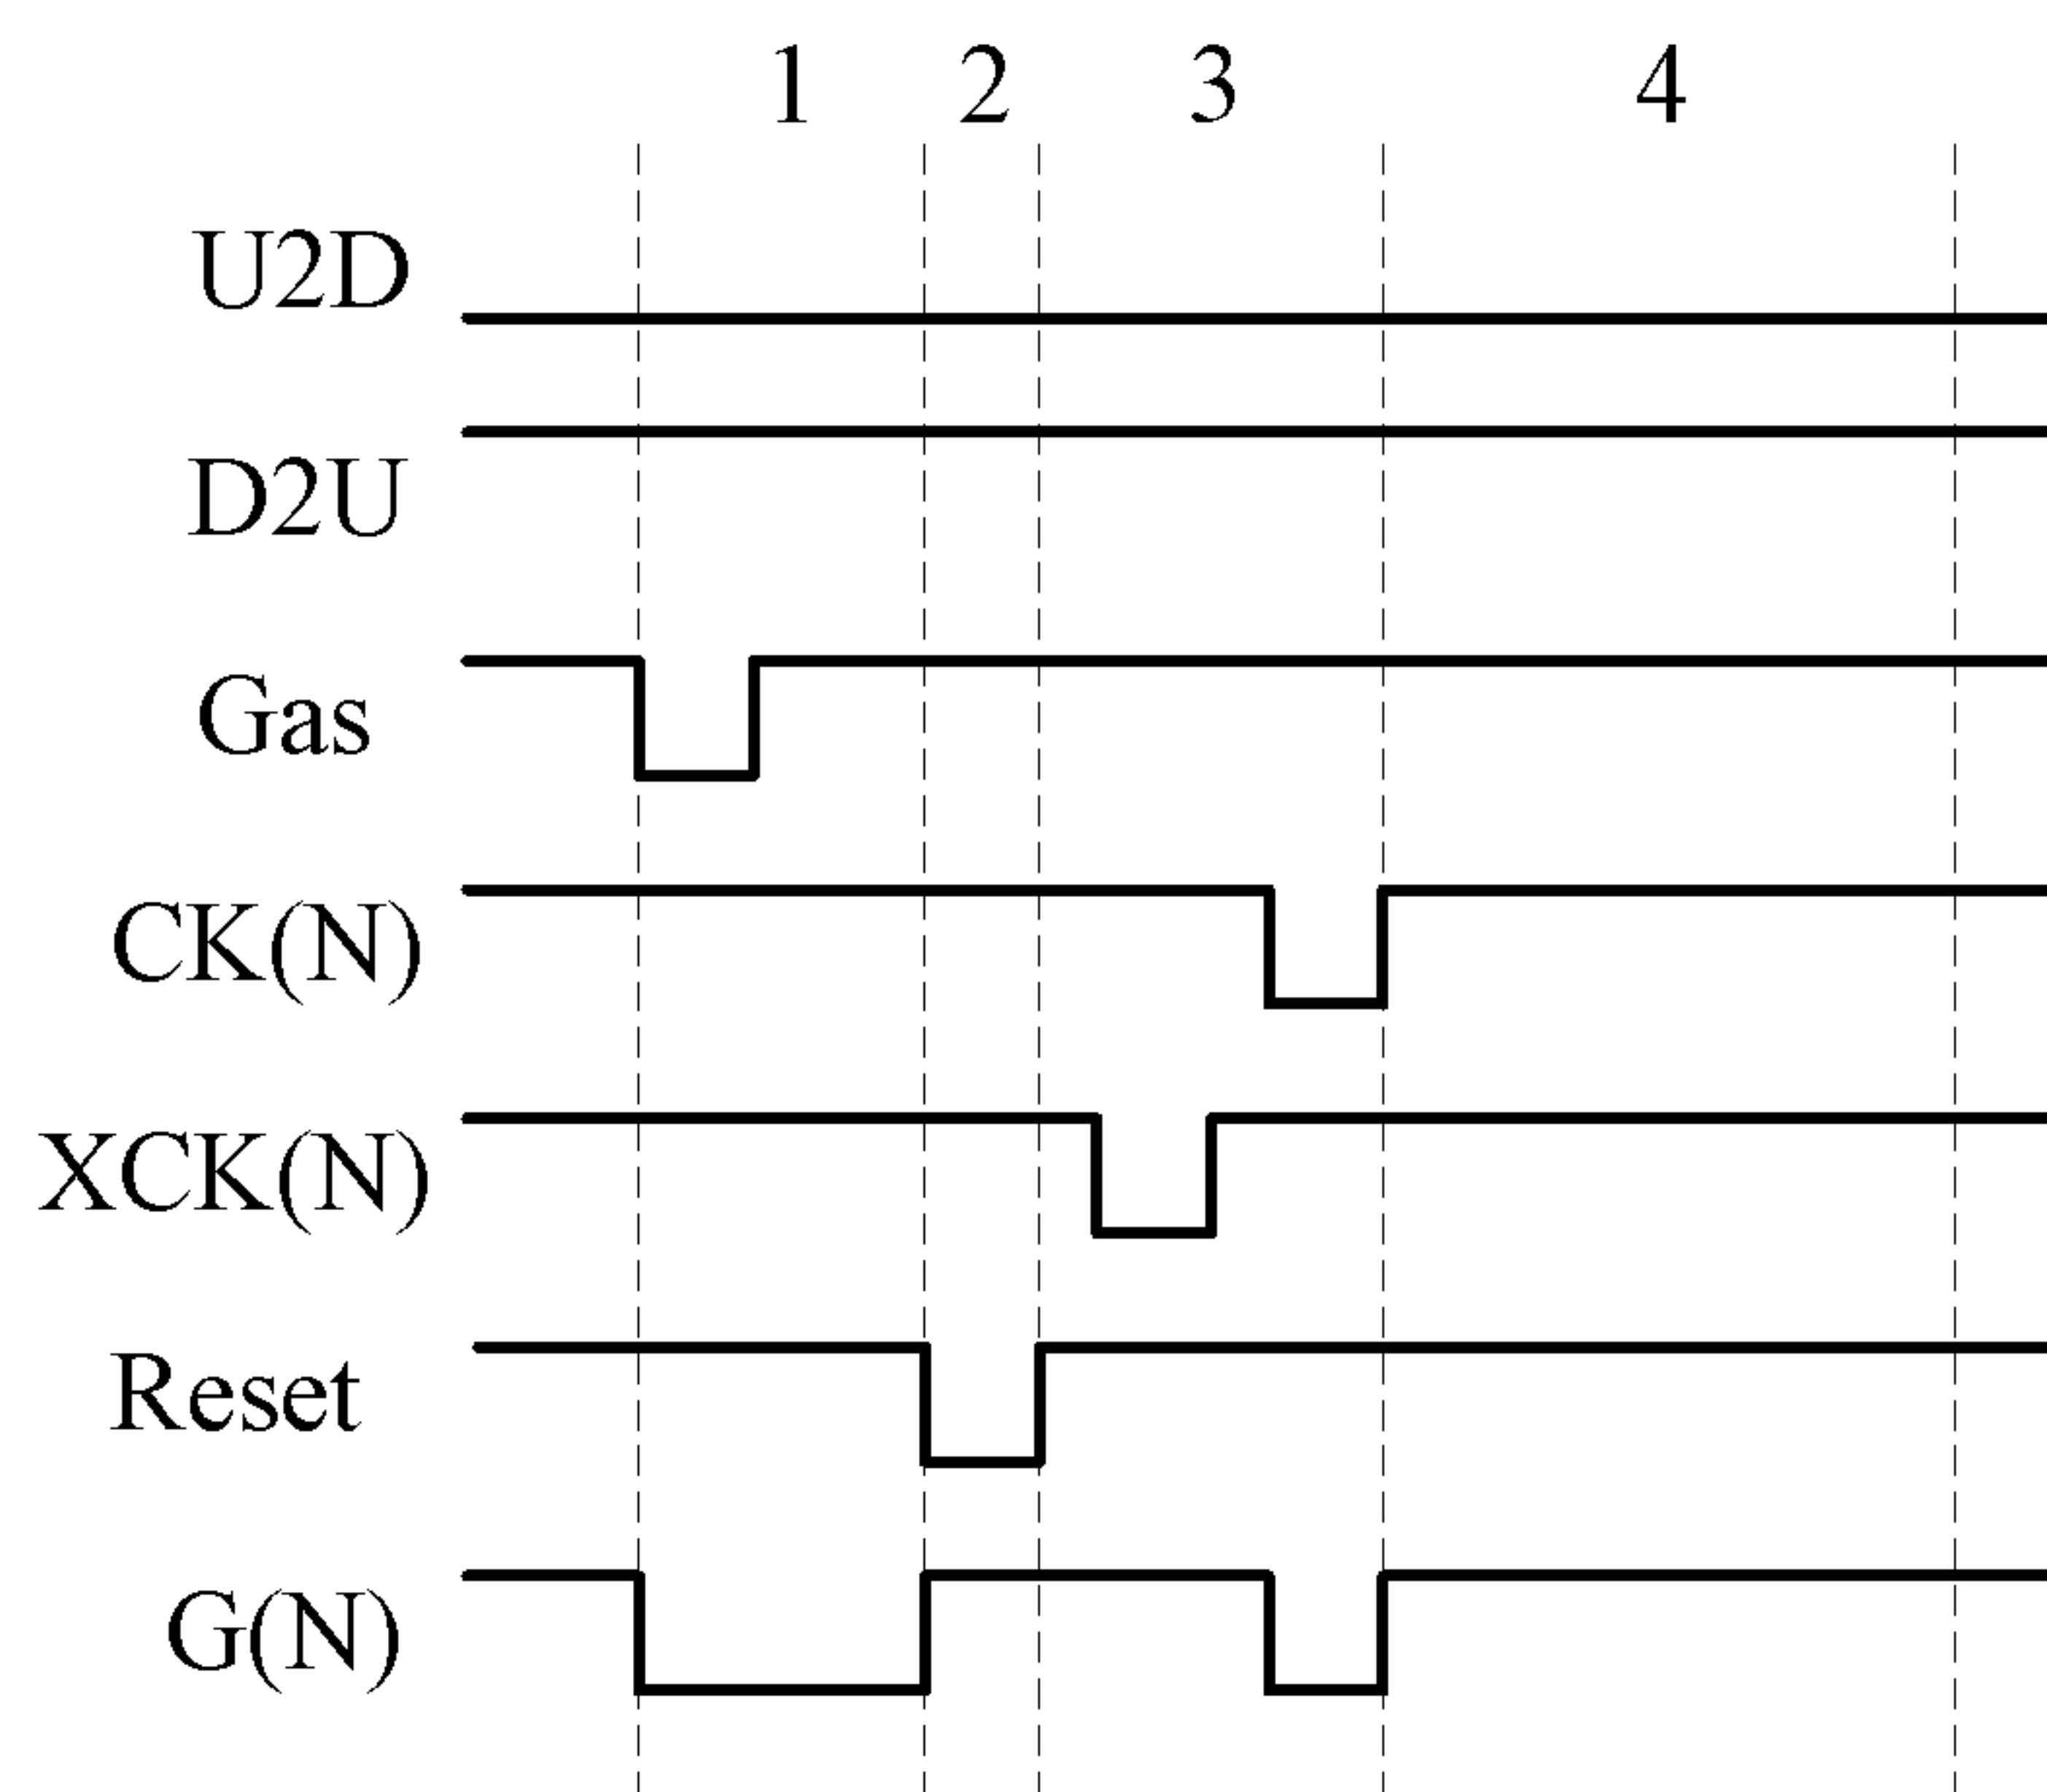 1 2 3 4
U2D
D2U
Gas
CK(N)
XCK(N)
Reset
G(N)